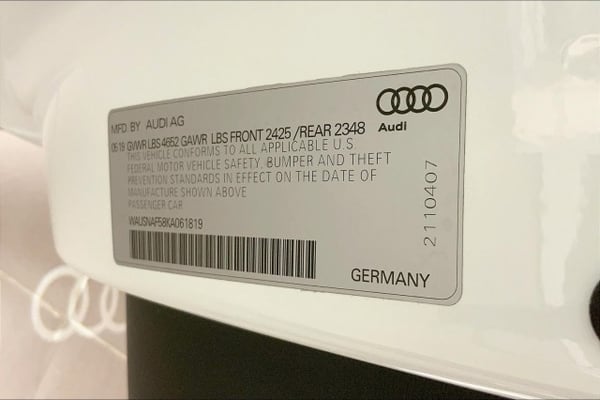 MFD. BY AUDI AG
05-19 GVWR LBS 4652 GAWR LBS FRONT 2425 /REAR 2348
THIS VEHICLE CONFORMS TO ALL APPLICABLE U.S.
FEDERAL MOTOR VEHICLE SAFETY, BUMPER AND THEFT
PREVENTION STANDARDS IN EFFECT ON THE DATE OF
MANUFACTURE SHOWN ABOVE
PASSENGER CAR
WAUSNAF58KA061819
GERMANY
Audi
2110407